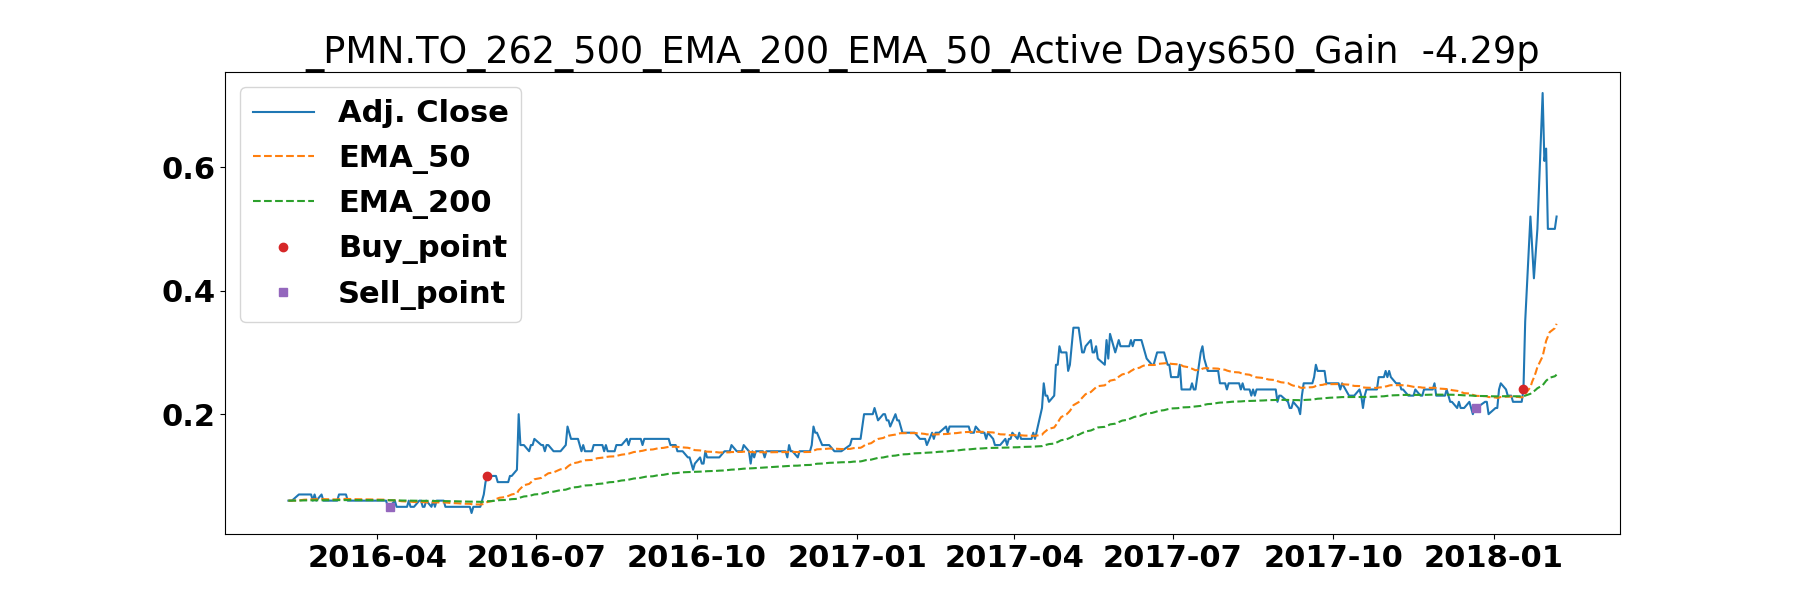 _PMN.TO_262_500_EMA_200_EMA_50_Active Days650_Gain  -4.29p
Adj. Close
EMA_50
EMA_200
Buy_point
Sell_point
0.6
0.4
0.2
2016-04 2016-07 2016-10 2017-01 2017-04 2017-07 2017-10 2018-01